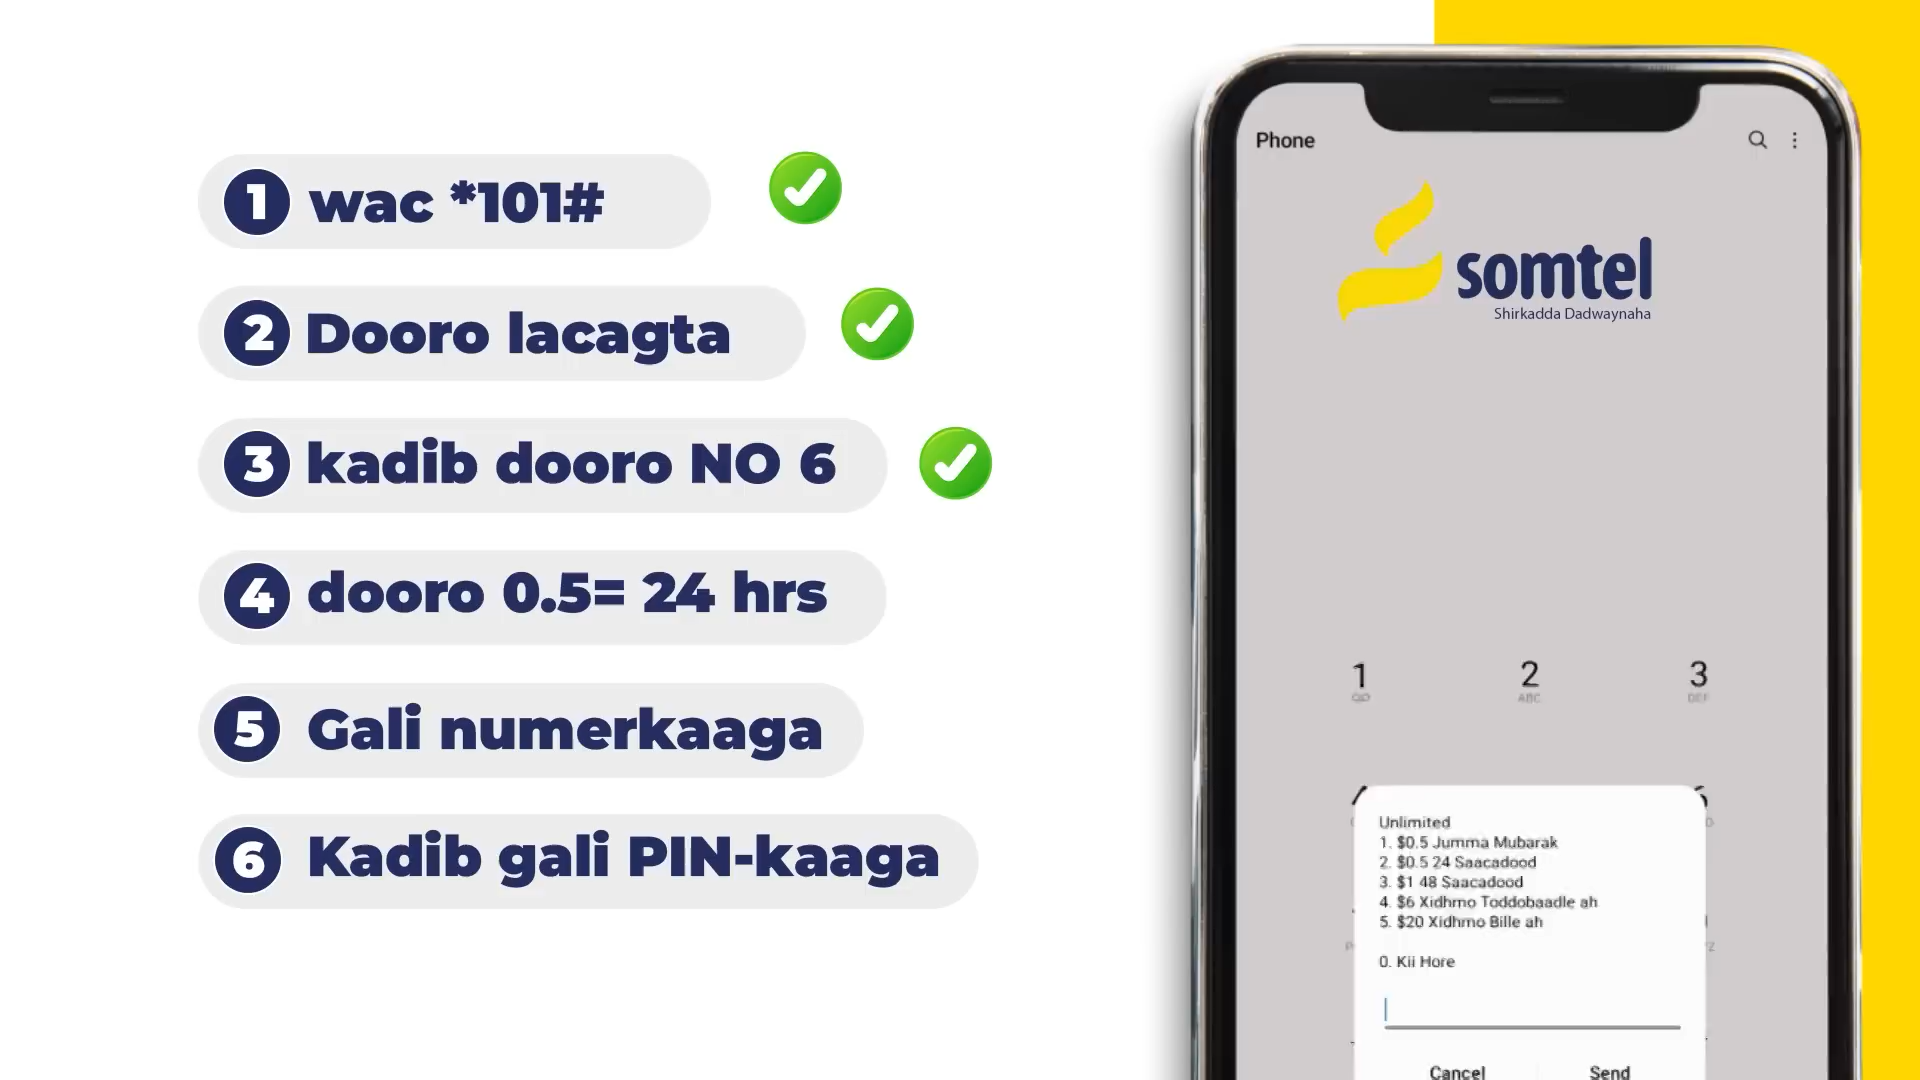 1 wac *101#
2 Dooro lacagta
3 kadib dooro NO 6
4 dooro 0.5= 24 hrs
5 Gali numerkaaga
6 Kadib gali PIN-kaaga
Phone
somtel
Shirkadda Dadwaynaha
1 2 3
ABC DEF
Unlimited
1. $0.5 Jumma Mubarak
2. $0.5 24 Saacadood
3. $1 48 Saacadood
4. $6 Xidhmo Toddobaadle ah
5. $20 Xidhmo Bille ah
0. Kii Hore
Cancel Send